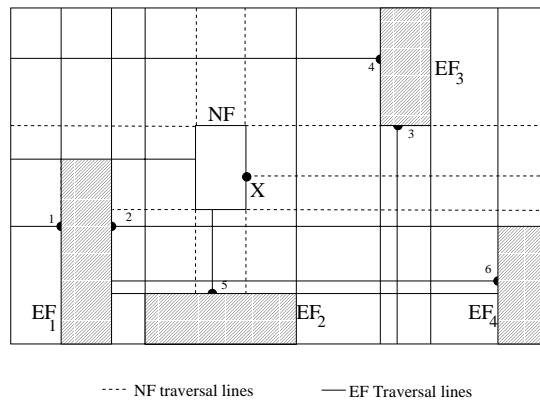 4
EF3
NF
3
X
1
2
6
5
EF1
EF2
EF4
NF traversal lines
EF Traversal lines